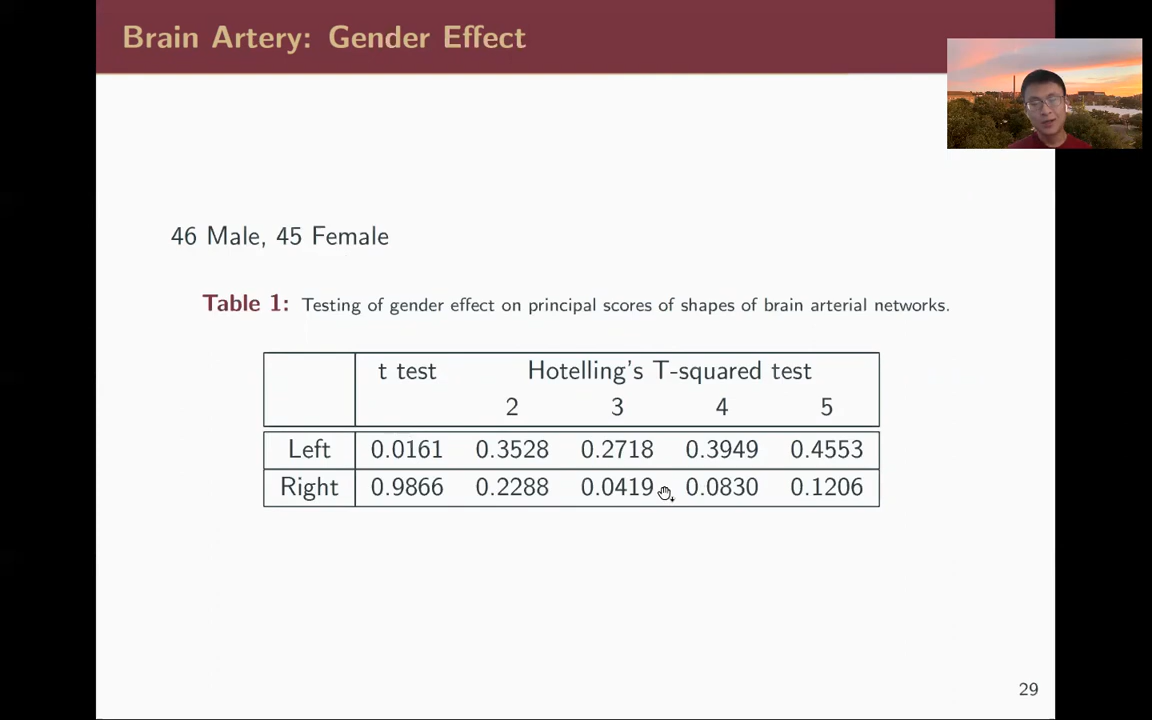 Brain Artery: Gender Effect
46 Male, 45 Female
Table 1: Testing of gender effect on principal scores of shapes of brain arterial networks.
t test Hotelling's T-squared test
2 3 4 5
Left 0.0161 0.3528 0.2718 0.3949 0.4553
Right 0.9866 0.2288 0.0419 0.0830 0.1206
29